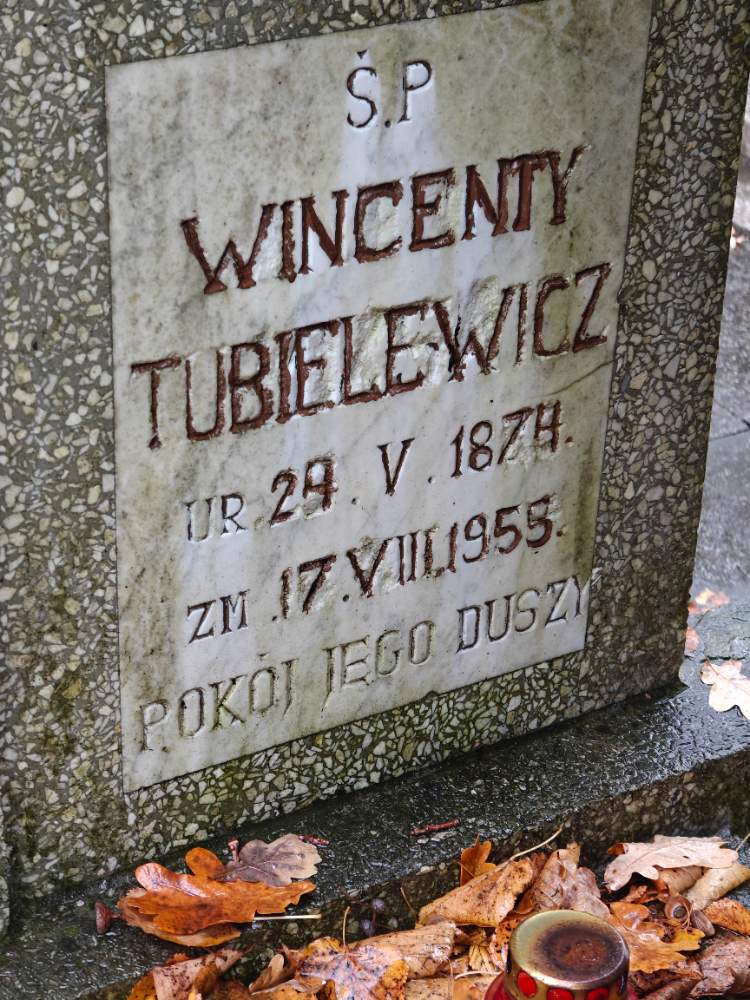 Ś.P
WINCENTY
TUBIELEWICZ
UR 29.V.1874.
ZM.17.VIII.1955.
POKÓJ JEGO DUSZY